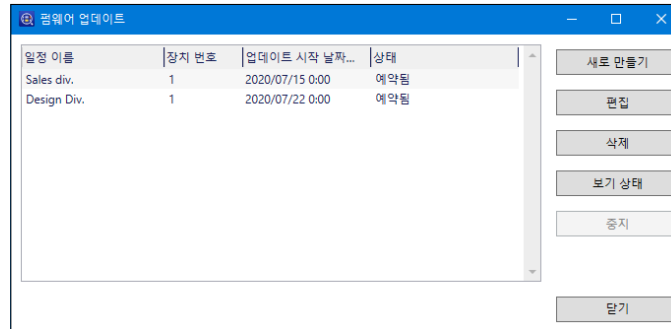 펌웨어 업데이트
일정 이름 장치 번호 업데이트 시작 날짜... 상태
Sales div. 1 2020/07/15 0:00 예약됨
Design Div. 1 2020/07/22 0:00 예약됨
새로 만들기
편집
삭제
보기 상태
중지
닫기